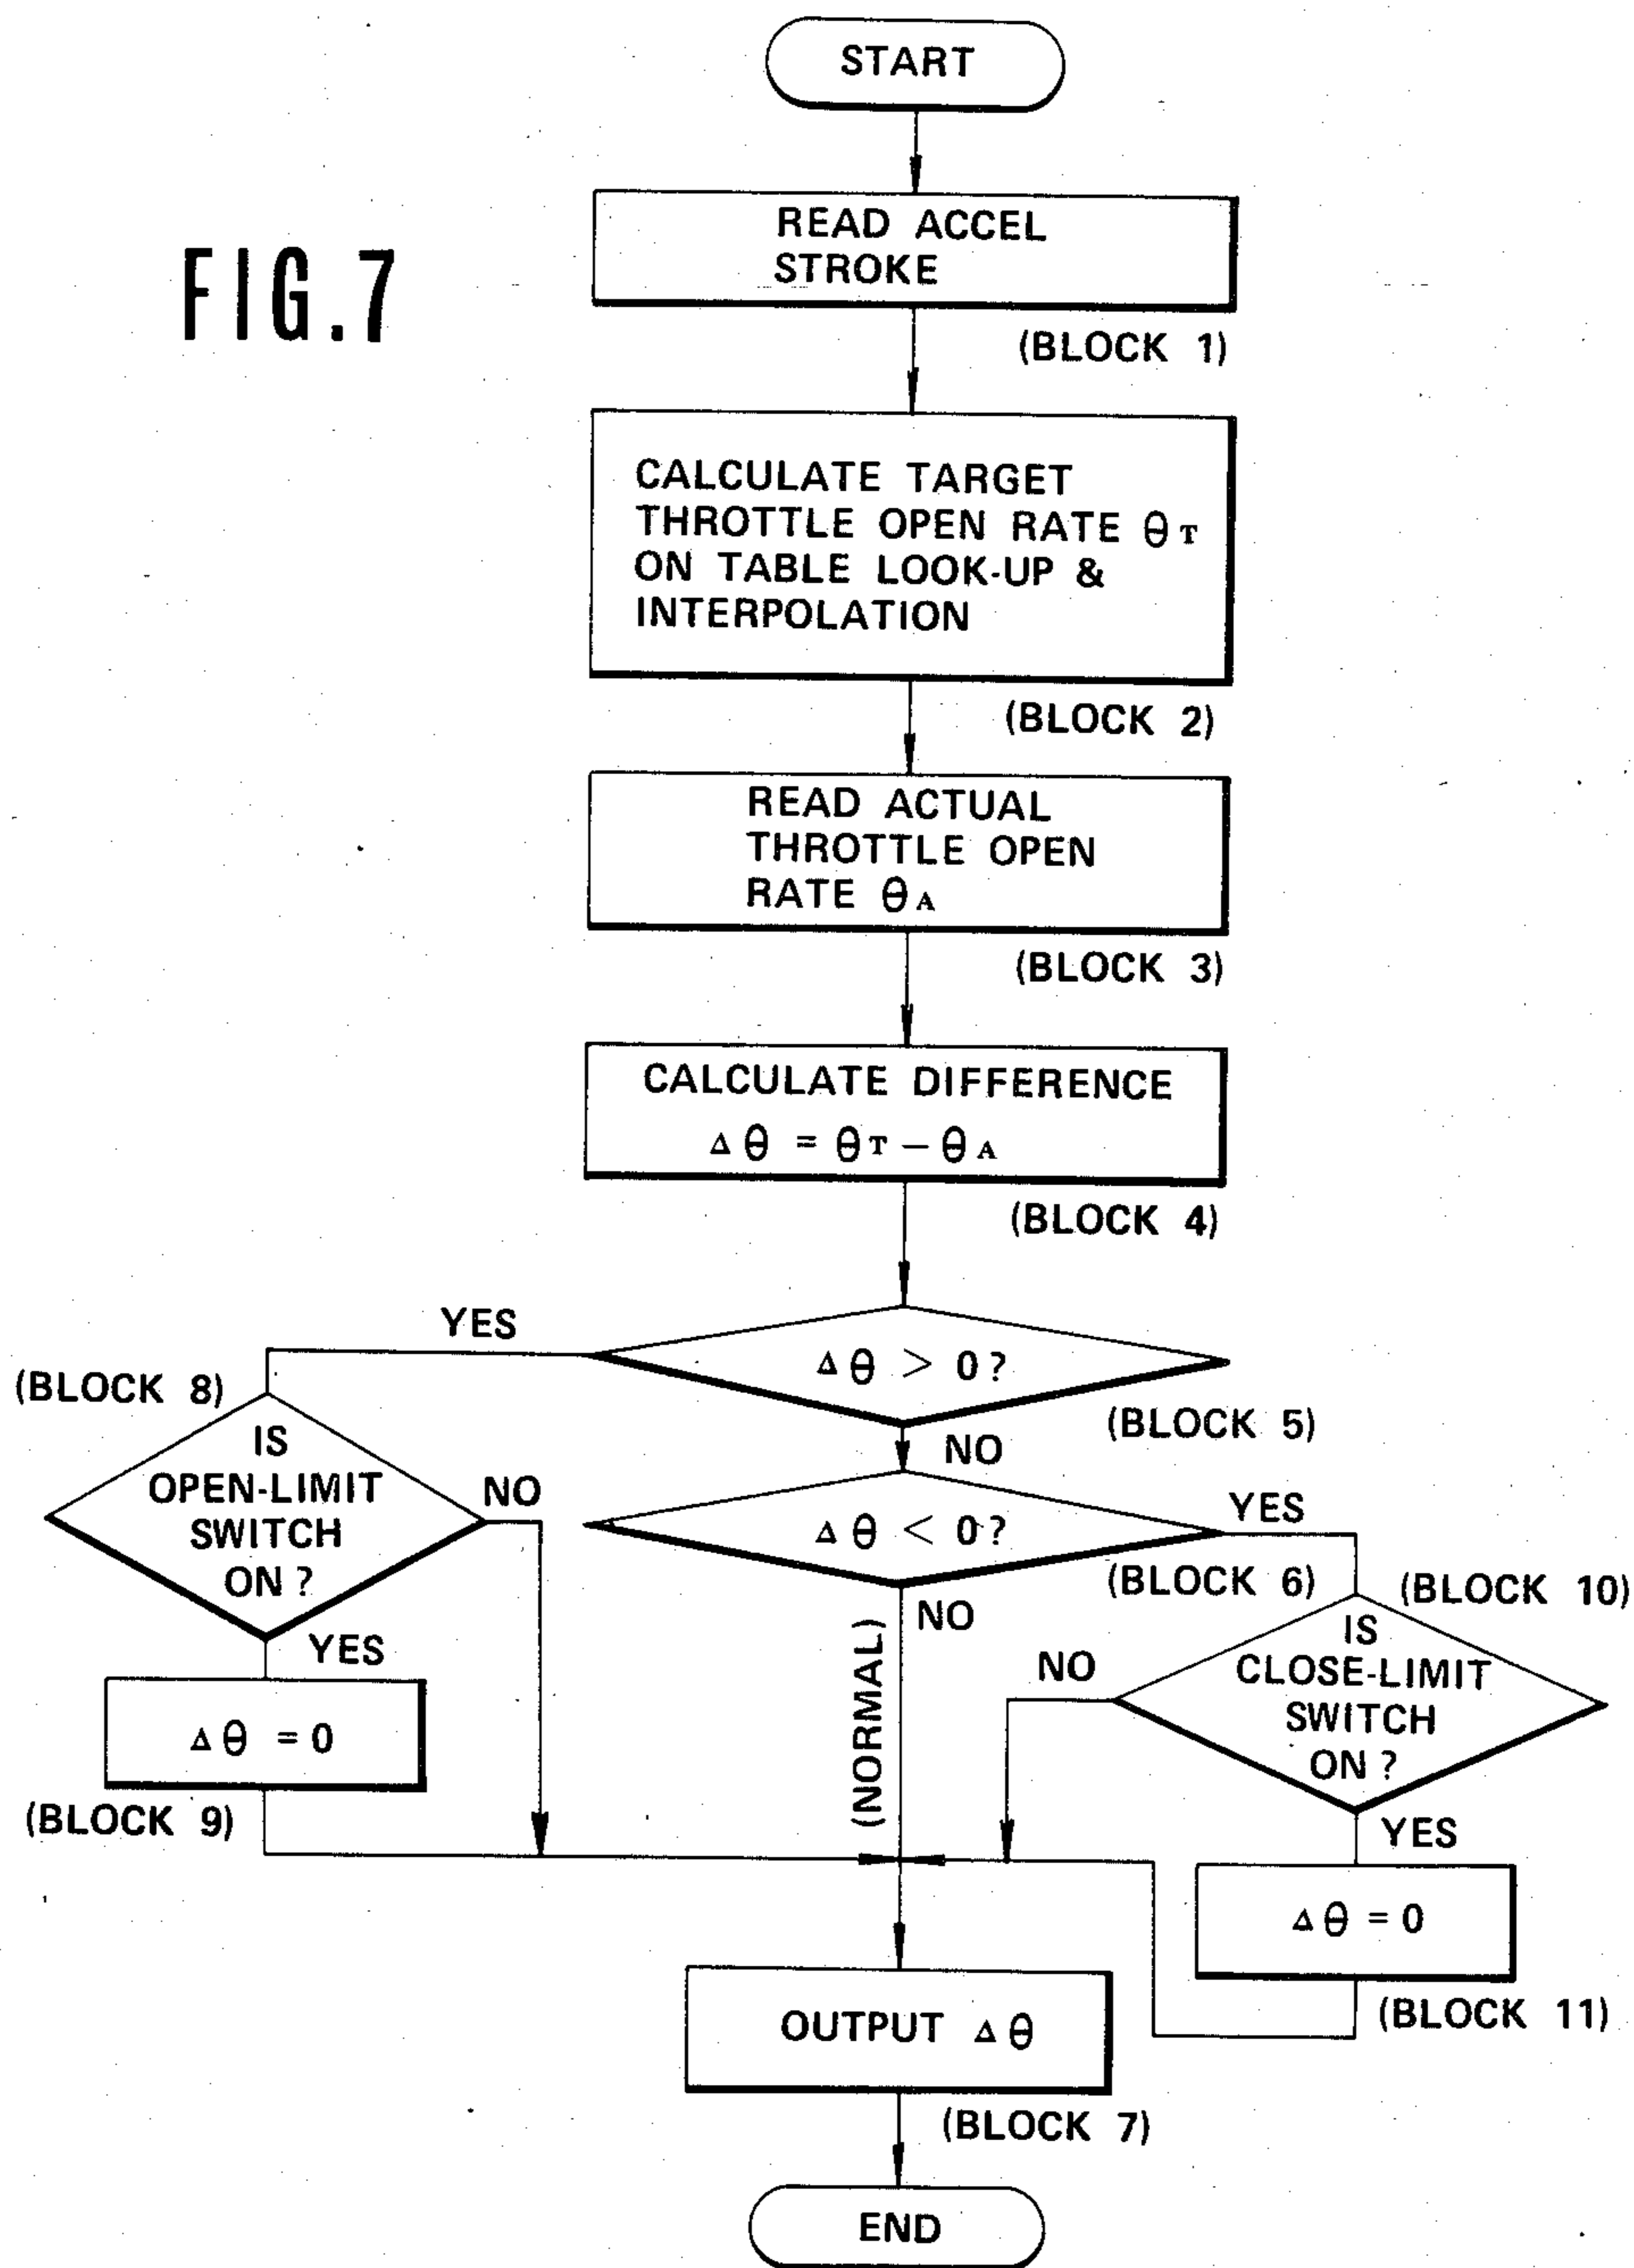 START
FIG.7
READ ACCEL
STROKE
(BLOCK 1)
CALCULATE TARGET
THROTTLE OPEN RATE θT
ON TABLE LOOK-UP &
INTERPOLATION
(BLOCK 2)
READ ACTUAL
THROTTLE OPEN
RATE θA
(BLOCK 3)
CALCULATE DIFFERENCE
Δθ = θT − θA
(BLOCK 4)
YES
Δθ > 0?
(BLOCK 5)
NO
(BLOCK 8)
IS
OPEN-LIMIT
SWITCH
ON?
NO
YES
Δθ = 0
(BLOCK 9)
Δθ < 0?
YES
(BLOCK 6)
NO
(NORMAL)
(BLOCK 10)
IS
CLOSE-LIMIT
SWITCH
ON?
NO
YES
Δθ = 0
(BLOCK 11)
OUTPUT Δθ
(BLOCK 7)
END